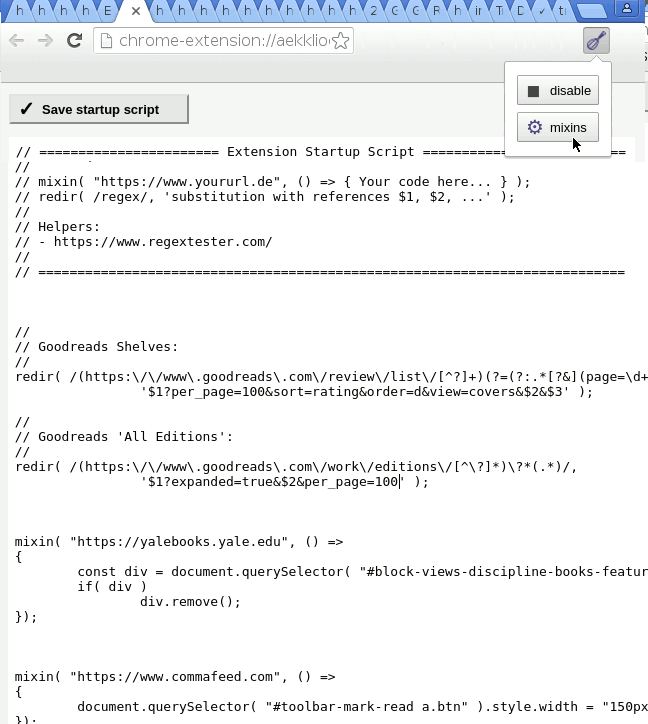 h h h h E h h h h h h h h h h h 2 G G R h ir T D ✓ ti
chrome-extension://aekklio
disable
✓ Save startup script
mixins
// ======================= Extension Startup Script ===========================
//
// mixin( "https://www.yoururl.de", () => { Your code here... } );
// redir( /regex/, 'substitution with references $1, $2, ...' );
//
// Helpers:
// - https://www.regextester.com/
//
// ===========================================================================
//
// Goodreads Shelves:
//
redir( /(https:\/\/www\.goodreads\.com\/review\/list\/[^?]+)(?=(?:.*[?&](page=\d+
'$1?per_page=100&sort=rating&order=d&view=covers&$2&$3' );
//
// Goodreads 'All Editions':
//
redir( /(https:\/\/www\.goodreads\.com\/work\/editions\/[^\?]*)\?*(.*)/,
'$1?expanded=true&$2&per_page=100' );
mixin( "https://yalebooks.yale.edu", () =>
{
const div = document.querySelector( "#block-views-discipline-books-featur
if( div )
div.remove();
});
mixin( "https://www.commafeed.com", () =>
{
document.querySelector( "#toolbar-mark-read a.btn" ).style.width = "150px
});